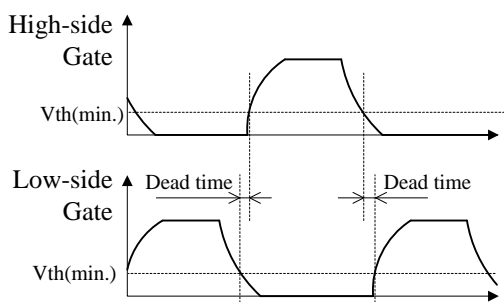 High-side
Gate
Vth(min.)
Low-side
Gate
Dead time
Dead time
Vth(min.)